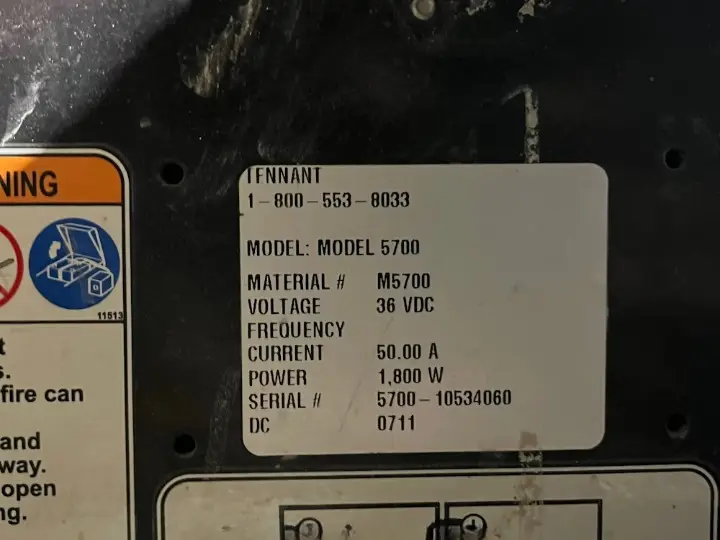 TENNANT
1-800-553-8033
MODEL: MODEL 5700
MATERIAL # M5700
VOLTAGE 36 VDC
FREQUENCY
CURRENT 50.00 A
POWER 1,800 W
SERIAL # 5700-10534060
DC 0711
NING
11513
t
s.
fire can
and
way.
open
ng.
3